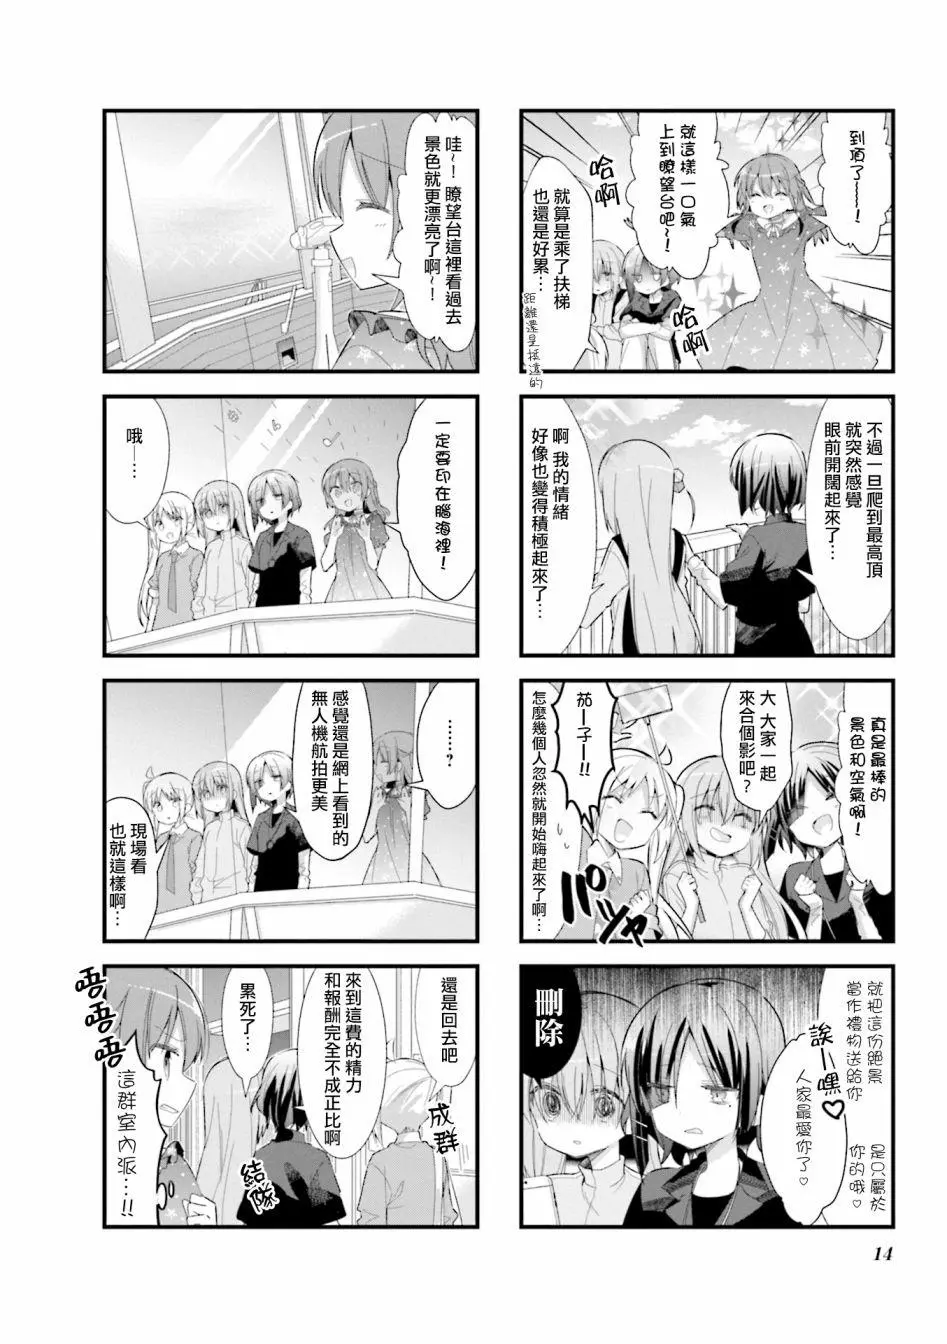 到頂了~~~~~!
就這樣一口氣
上到瞭望台吧~!
哈啊
就算是乘了扶梯
也還是好累…
距離還是挺遠的
哈啊
不過一旦爬到最高頂
就突然感覺
眼前開闊起來了…
啊 我的情緒
好像也變得積極起來了…
真是最棒的
景色和空氣啊!
大 大家一起
來合個影吧?
茄ー子ー!!
怎麼幾個人忽然就開始嗨起來了啊…
パシャ
就把這份絕景
當作禮物送給你
是只屬於
你的哦♡
誒ー嘿♡
人家最愛你了♡
刪除
哇~!瞭望台這裡看過去
景色就更漂亮了啊~!
一定要印在腦海裡!
哦……
……?
感覺還是網上看到的
無人機航拍更美
現場看
也就這樣啊…
還是回去吧
來到這費的精力
和報酬完全不成正比啊
累死了…
成群
結隊
唔唔唔
這群室內派…!!
14